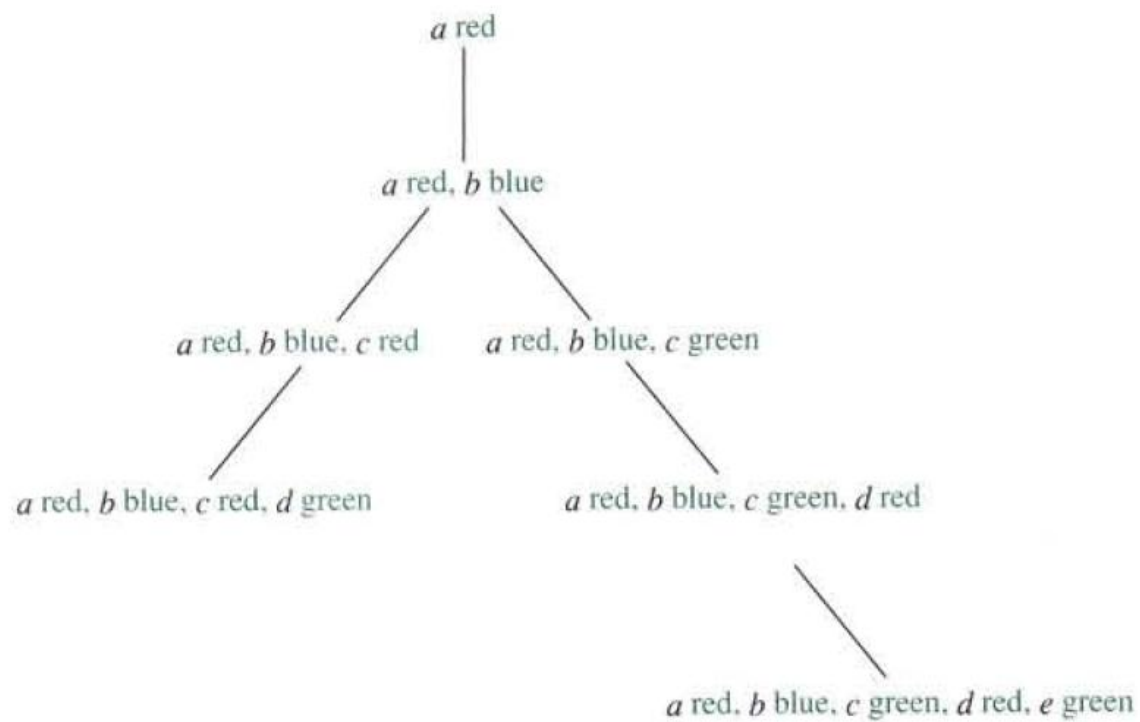 a red
a red, b blue
a red, b blue, c red
a red, b blue, c green
a red, b blue, c red, d green
a red, b blue, c green, d red
a red, b blue, c green, d red, e green